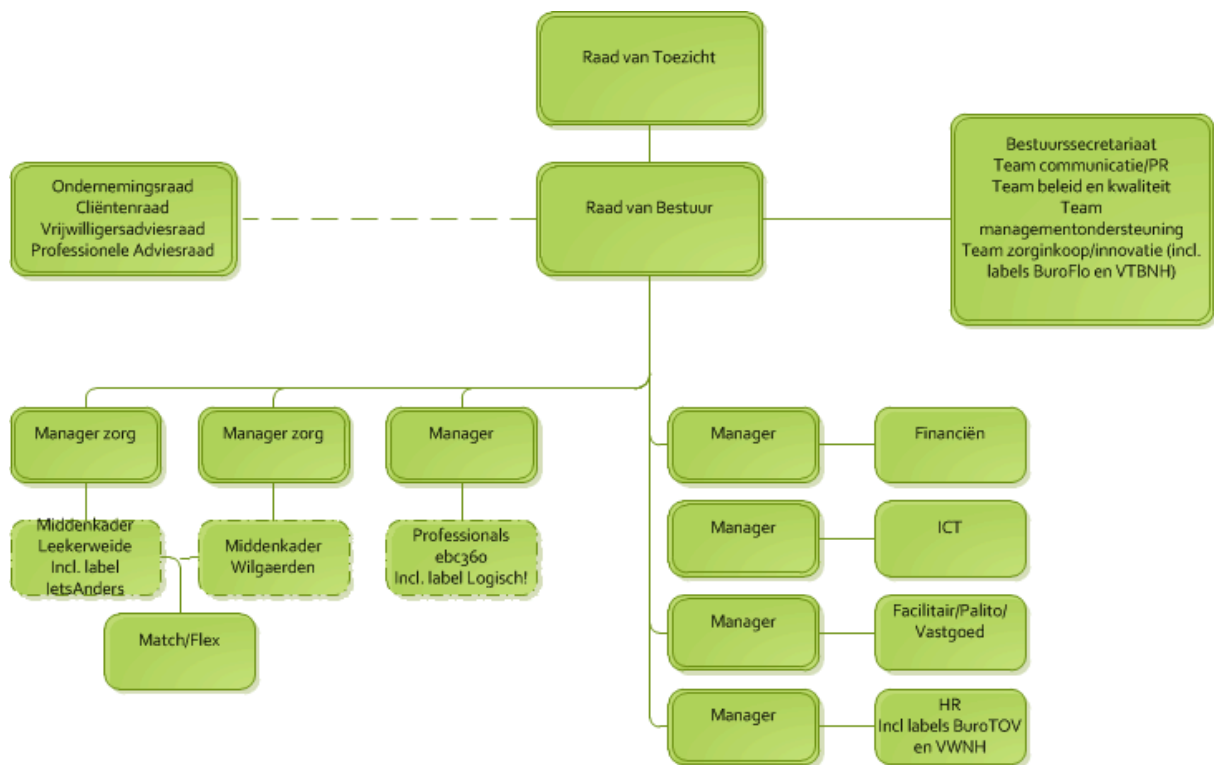 Raad van Toezicht
Ondernemingsraad
Cliëntenraad
Vrijwilligersadviesraad
Professionele Adviesraad
Raad van Bestuur
Bestuurssecretariaat
Team communicatie/PR
Team beleid en kwaliteit
Team
managementondersteuning
Team zorginkoop/innovatie (incl.
labels BuroFlo en VTBNH)
Manager zorg
Manager zorg
Manager
Middenkader
Leekerweide
Incl. label
IetsAnders
Middenkader
Wilgaerden
Professionals
ebc360
Incl. label Logisch!
Match/Flex
Manager
Financiën
Manager
ICT
Manager
Facilitair/Palito/
Vastgoed
Manager
HR
Incl labels BuroTOV
en VWNH